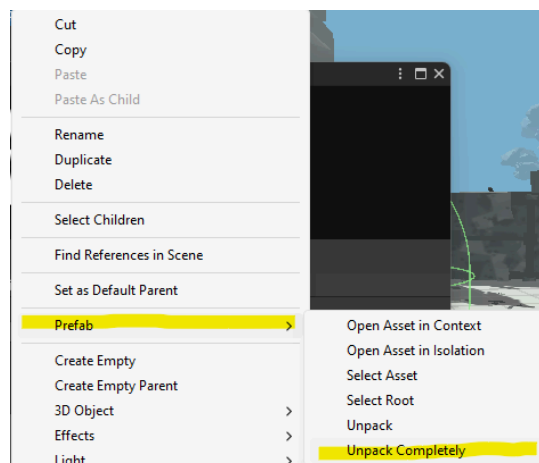 Cut
Copy
Paste
Paste As Child
Rename
Duplicate
Delete
Select Children
Find References in Scene
Set as Default Parent
Prefab
Create Empty
Create Empty Parent
3D Object
Effects
Light
Open Asset in Context
Open Asset in Isolation
Select Asset
Select Root
Unpack
Unpack Completely